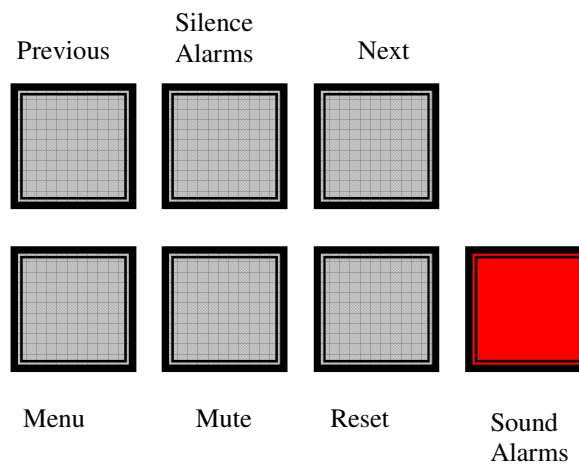 Previous
Silence
Alarms
Next
Menu
Mute
Reset
Sound
Alarms